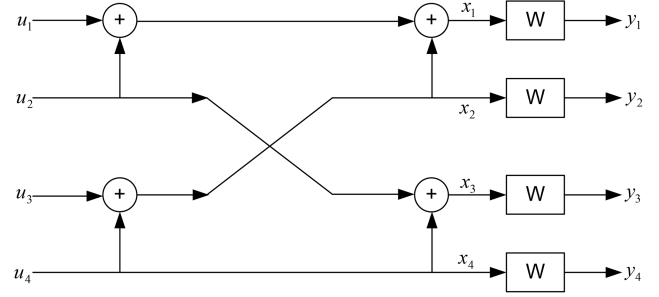 u₁ + + x₁ W y₁
u₂ x₂ W y₂
u₃ + + x₃ W y₃
u₄ x₄ W y₄